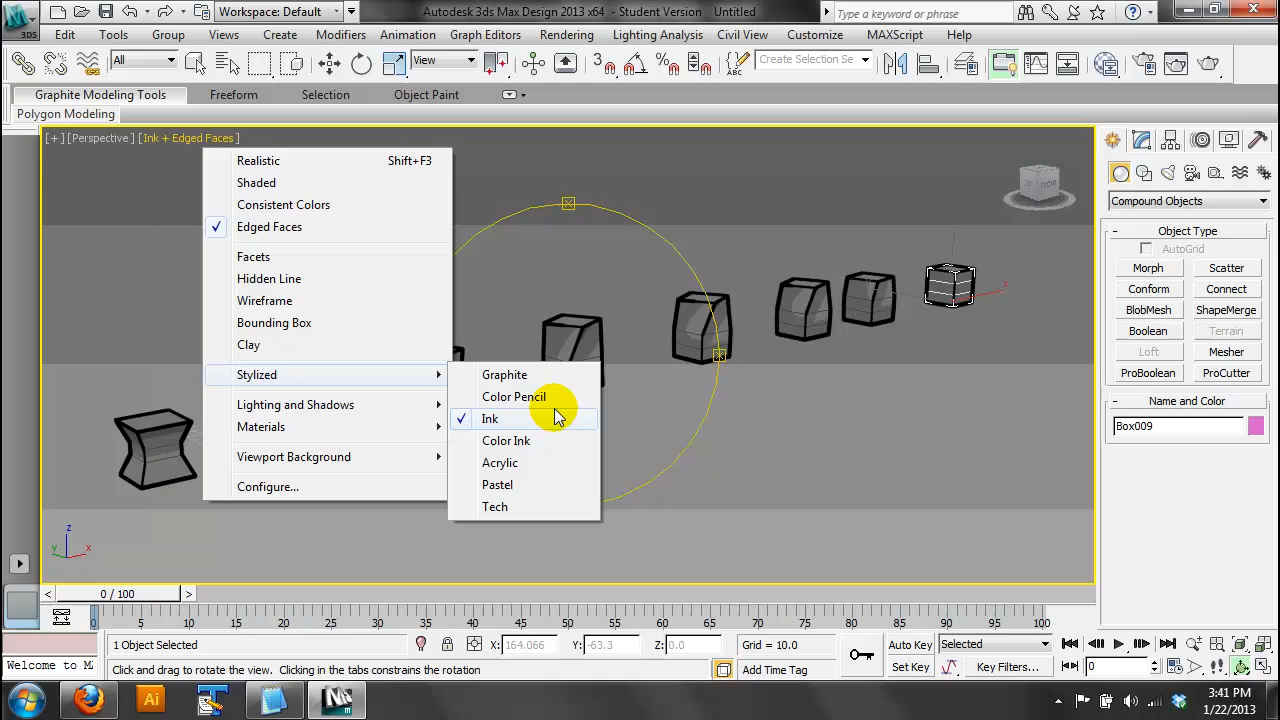 3DS
Workspace: Default
Autodesk 3ds Max Design 2013 x64 - Student Version Untitled
Type a keyword or phrase
Edit Tools Group Views Create Modifiers Animation Graph Editors Rendering Lighting Analysis Civil View Customize MAXScript Help
All View 3 Create Selection Se
Graphite Modeling Tools Freeform Selection Object Paint
Polygon Modeling
[+] [Perspective] [Ink + Edged Faces]
Realistic Shift+F3
Shaded
Consistent Colors
Edged Faces
Facets
Hidden Line
Wireframe
Bounding Box
Clay
Stylized
Lighting and Shadows
Materials
Viewport Background
Configure...
Graphite
Color Pencil
Ink
Color Ink
Acrylic
Pastel
Tech
FRONT
x
z
y x
Compound Objects
- Object Type
AutoGrid
Morph Scatter
Conform Connect
BlobMesh ShapeMerge
Boolean Terrain
Loft Mesher
ProBoolean ProCutter
- Name and Color
Box009
< 0 / 100 >
0 5 10 15 20 25 30 35 40 45 50 55 60 65 70 75 80 85 90 95 100
1 Object Selected X: 164.066 Y: -63.3 Z: 0.0 Grid = 10.0 Auto Key Selected
Welcome to M Click and drag to rotate the view. Clicking in the tabs constrains the rotation Add Time Tag Set Key Key Filters... 0
Ai
3:41 PM
1/22/2013